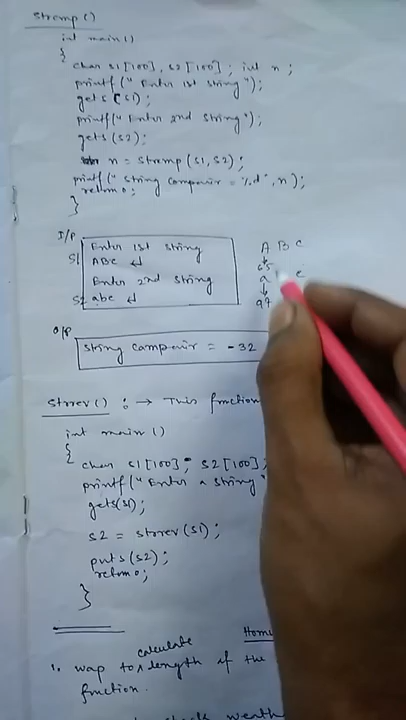 strcmp()
int main()
{
char s1[100], s2[100]; int n;
printf("Enter 1st string");
gets(s1);
printf("Enter 2nd string");
gets(s2);
n = strcmp(s1, s2);
printf("string compair = %d", n);
return 0;
}
I/P
Enter 1st string
S1 ABC ↵
Enter 2nd string
S2 abc ↵
A B C
65
a c
97
O/P
string compair = -32
strrev() : → This function
int main()
{
char s1[100], s2[100];
printf("Enter a string"
gets(s1);
s2 = strrev(s1);
puts(s2);
return 0;
}
calculate
1. wap to length of the
function.